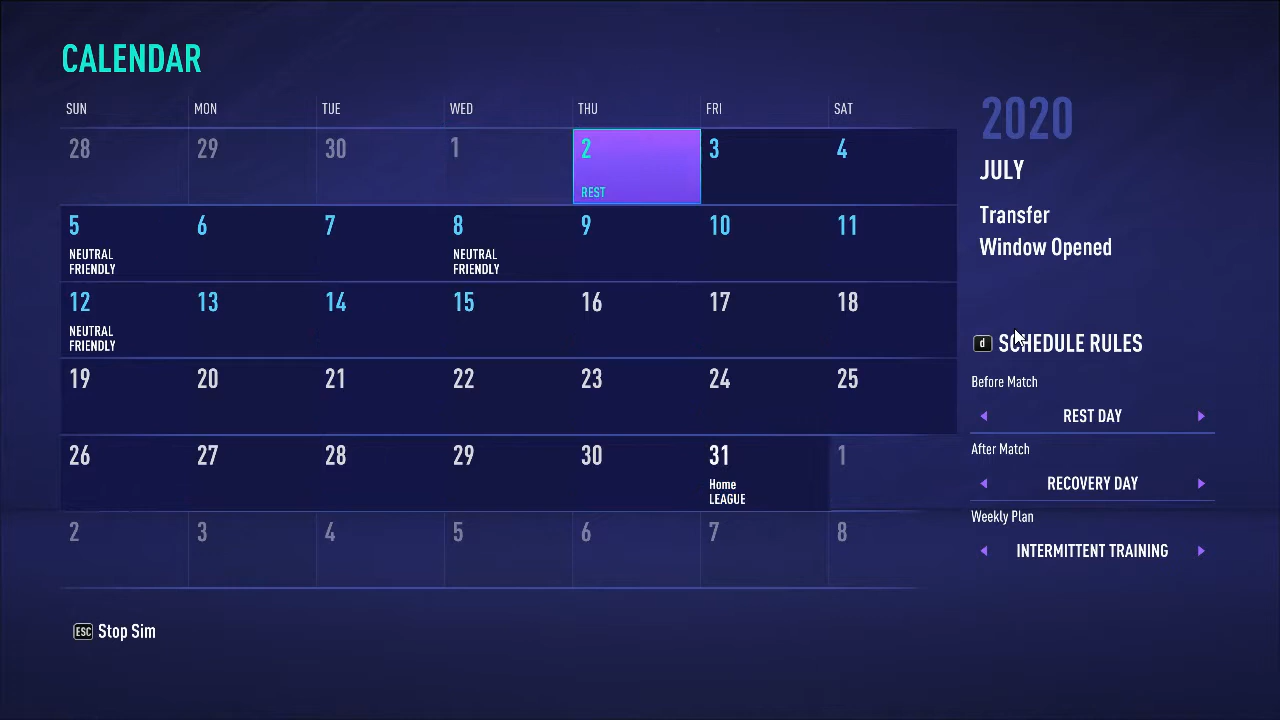 CALENDAR
SUN MON TUE WED THU FRI SAT
28 29 30 1 2 3 4
REST
5 6 7 8 9 10 11
NEUTRAL NEUTRAL
FRIENDLY FRIENDLY
12 13 14 15 16 17 18
NEUTRAL
FRIENDLY
19 20 21 22 23 24 25
26 27 28 29 30 31 1
Home
LEAGUE
2 3 4 5 6 7 8
ESC Stop Sim
2020
JULY
Transfer
Window Opened
d SCHEDULE RULES
Before Match
REST DAY
After Match
RECOVERY DAY
Weekly Plan
INTERMITTENT TRAINING